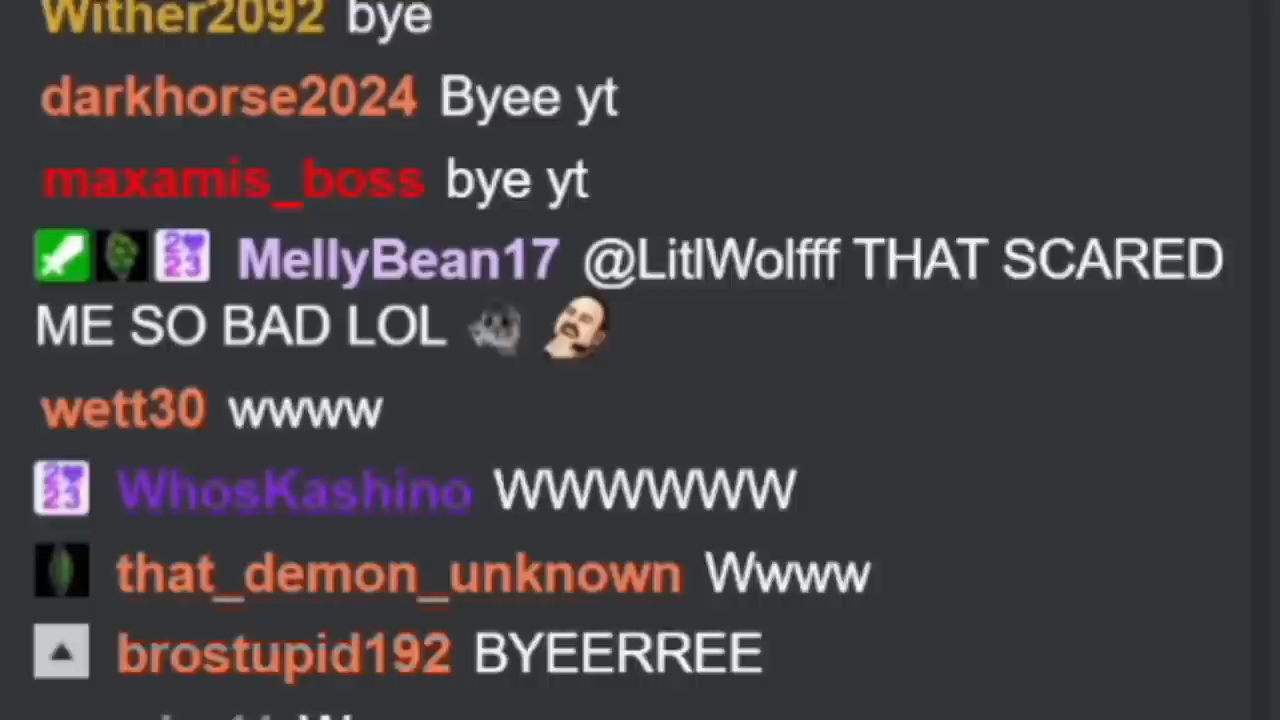 Wither2092 bye
darkhorse2024 Byee yt
maxamis_boss bye yt
MellyBean17 @LitlWolfff THAT SCARED
ME SO BAD LOL
wett30 wwww
WhosKashino WWWWWW
that_demon_unknown Wwww
brostupid192 BYEERREE